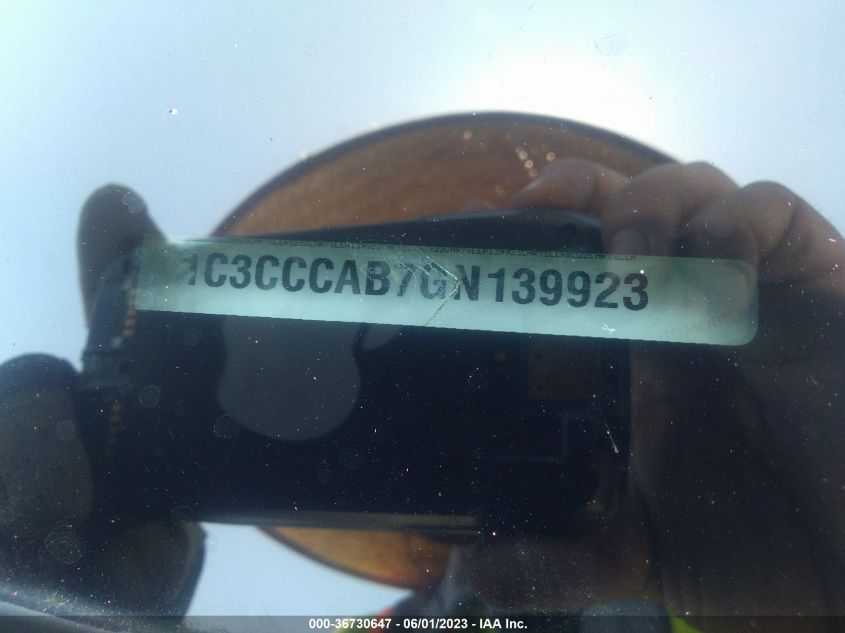 1C3CCCAB7GN139923
000-36730647 - 06/01/2023 - IAA Inc.